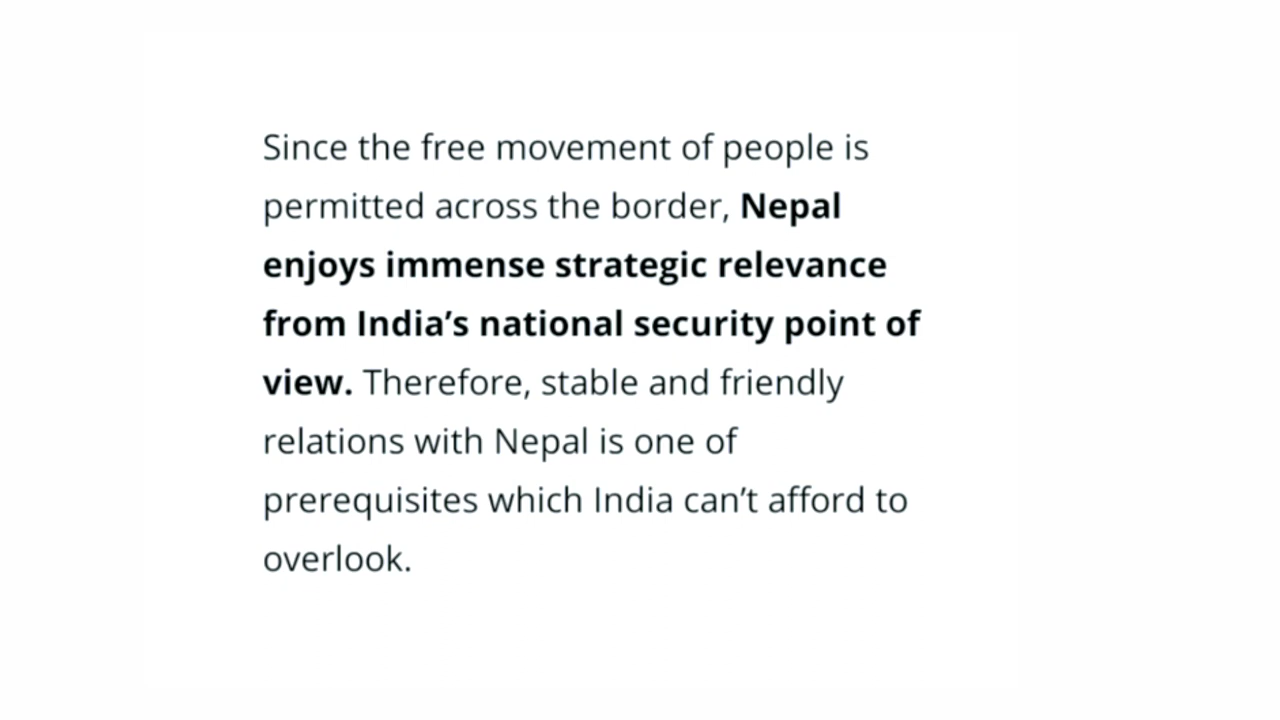 Since the free movement of people is
permitted across the border, Nepal
enjoys immense strategic relevance
from India’s national security point of
view. Therefore, stable and friendly
relations with Nepal is one of
prerequisites which India can’t afford to
overlook.